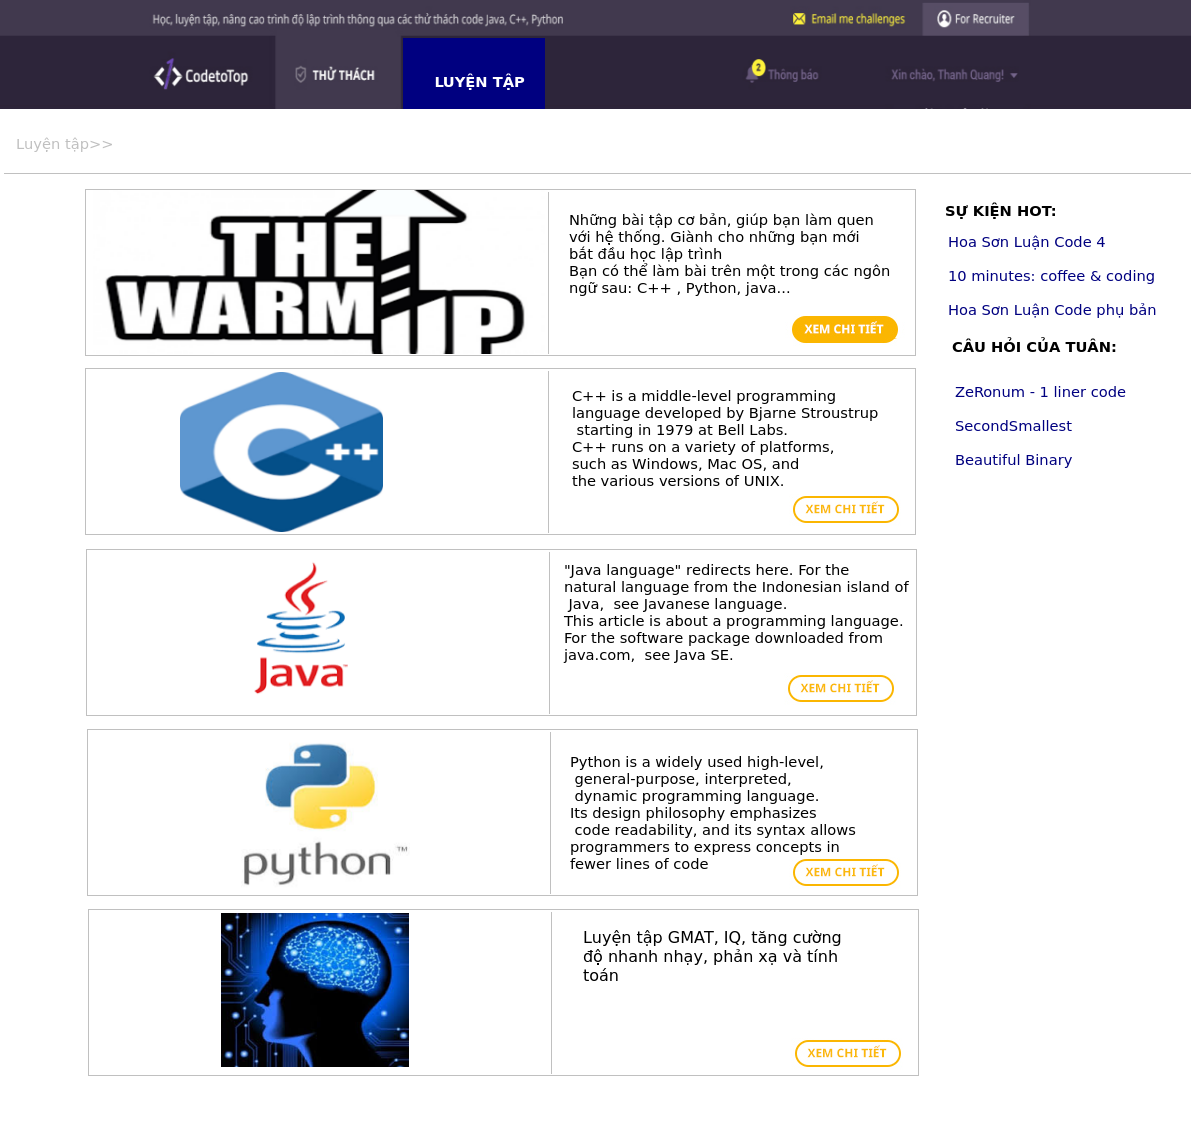 Học, luyện tập, nâng cao trình độ lập trình thông qua các thử thách code Java, C++, Python
Email me challenges
For Recruiter
CodetoTop
THỬ THÁCH
LUYỆN TẬP
2
Thông báo
Xin chào, Thanh Quang!
Luyện tập>>
THE
WARM
UP
Những bài tập cơ bản, giúp bạn làm quen
với hệ thống. Giành cho những bạn mới
bắt đầu học lập trình
Bạn có thể làm bài trên một trong các ngôn
ngữ sau: C++ , Python, java...
XEM CHI TIẾT
C++
C++ is a middle-level programming
language developed by Bjarne Stroustrup
starting in 1979 at Bell Labs.
C++ runs on a variety of platforms,
such as Windows, Mac OS, and
the various versions of UNIX.
XEM CHI TIẾT
Java™
"Java language" redirects here. For the
natural language from the Indonesian island of
Java,  see Javanese language.
This article is about a programming language.
For the software package downloaded from
java.com,  see Java SE.
XEM CHI TIẾT
python™
Python is a widely used high-level,
general-purpose, interpreted,
dynamic programming language.
Its design philosophy emphasizes
code readability, and its syntax allows
programmers to express concepts in
fewer lines of code
XEM CHI TIẾT
Luyện tập GMAT, IQ, tăng cường
độ nhanh nhạy, phản xạ và tính
toán
XEM CHI TIẾT
SỰ KIỆN HOT:
Hoa Sơn Luận Code 4
10 minutes: coffee & coding
Hoa Sơn Luận Code phụ bản
CÂU HỎI CỦA TUÂN:
ZeRonum - 1 liner code
SecondSmallest
Beautiful Binary